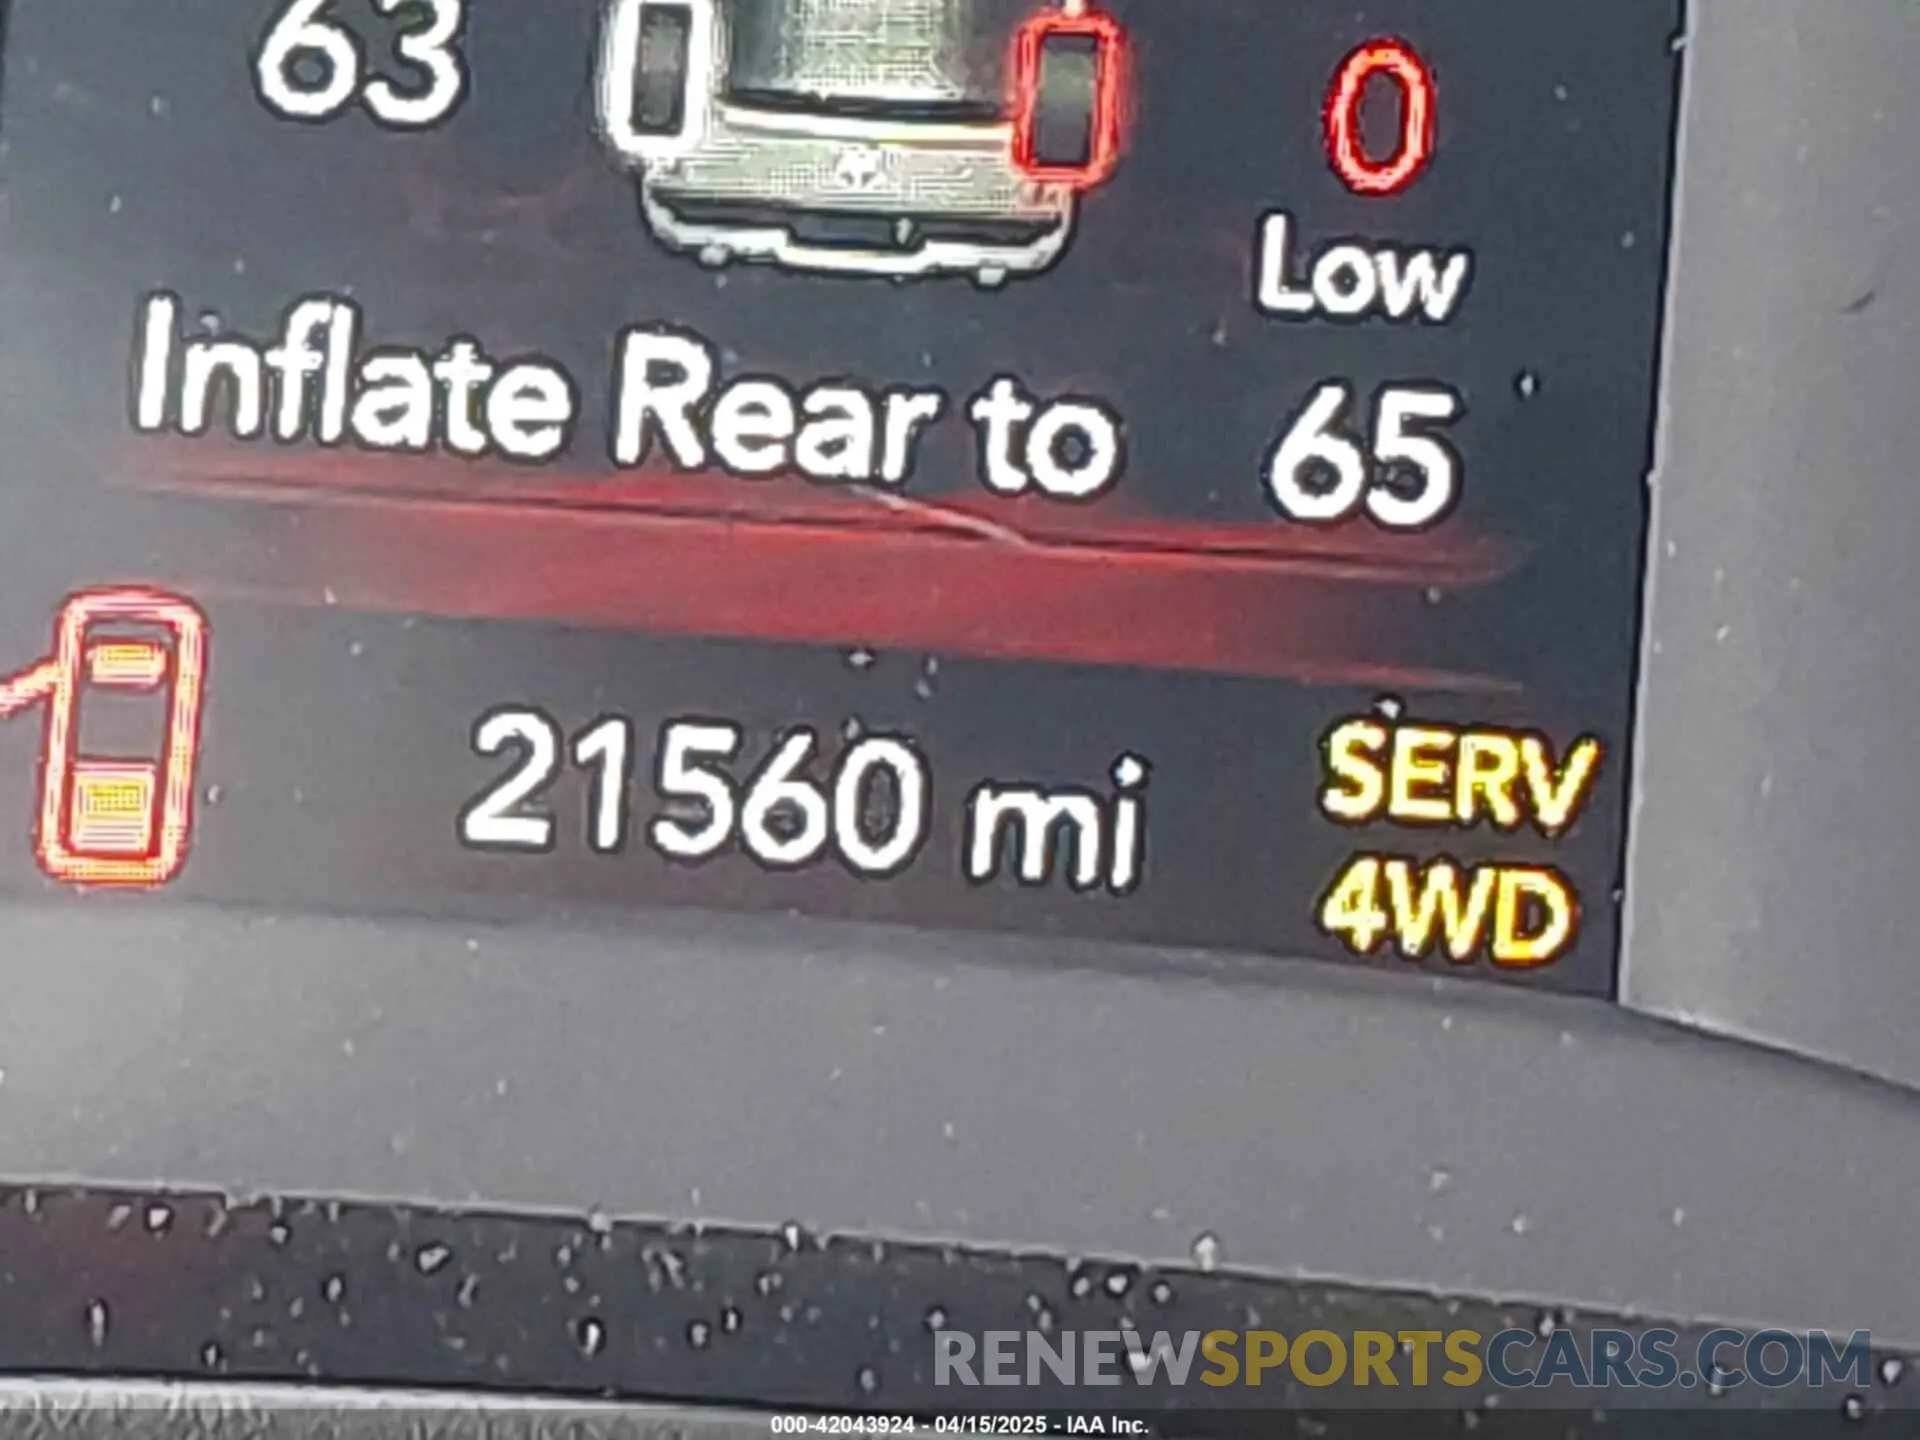 63
0
Low
Inflate Rear to 65
21560 mi
SERV
4WD
RENEWSPORTSCARS.COM
000-42043924 - 04/15/2025 - IAA Inc.